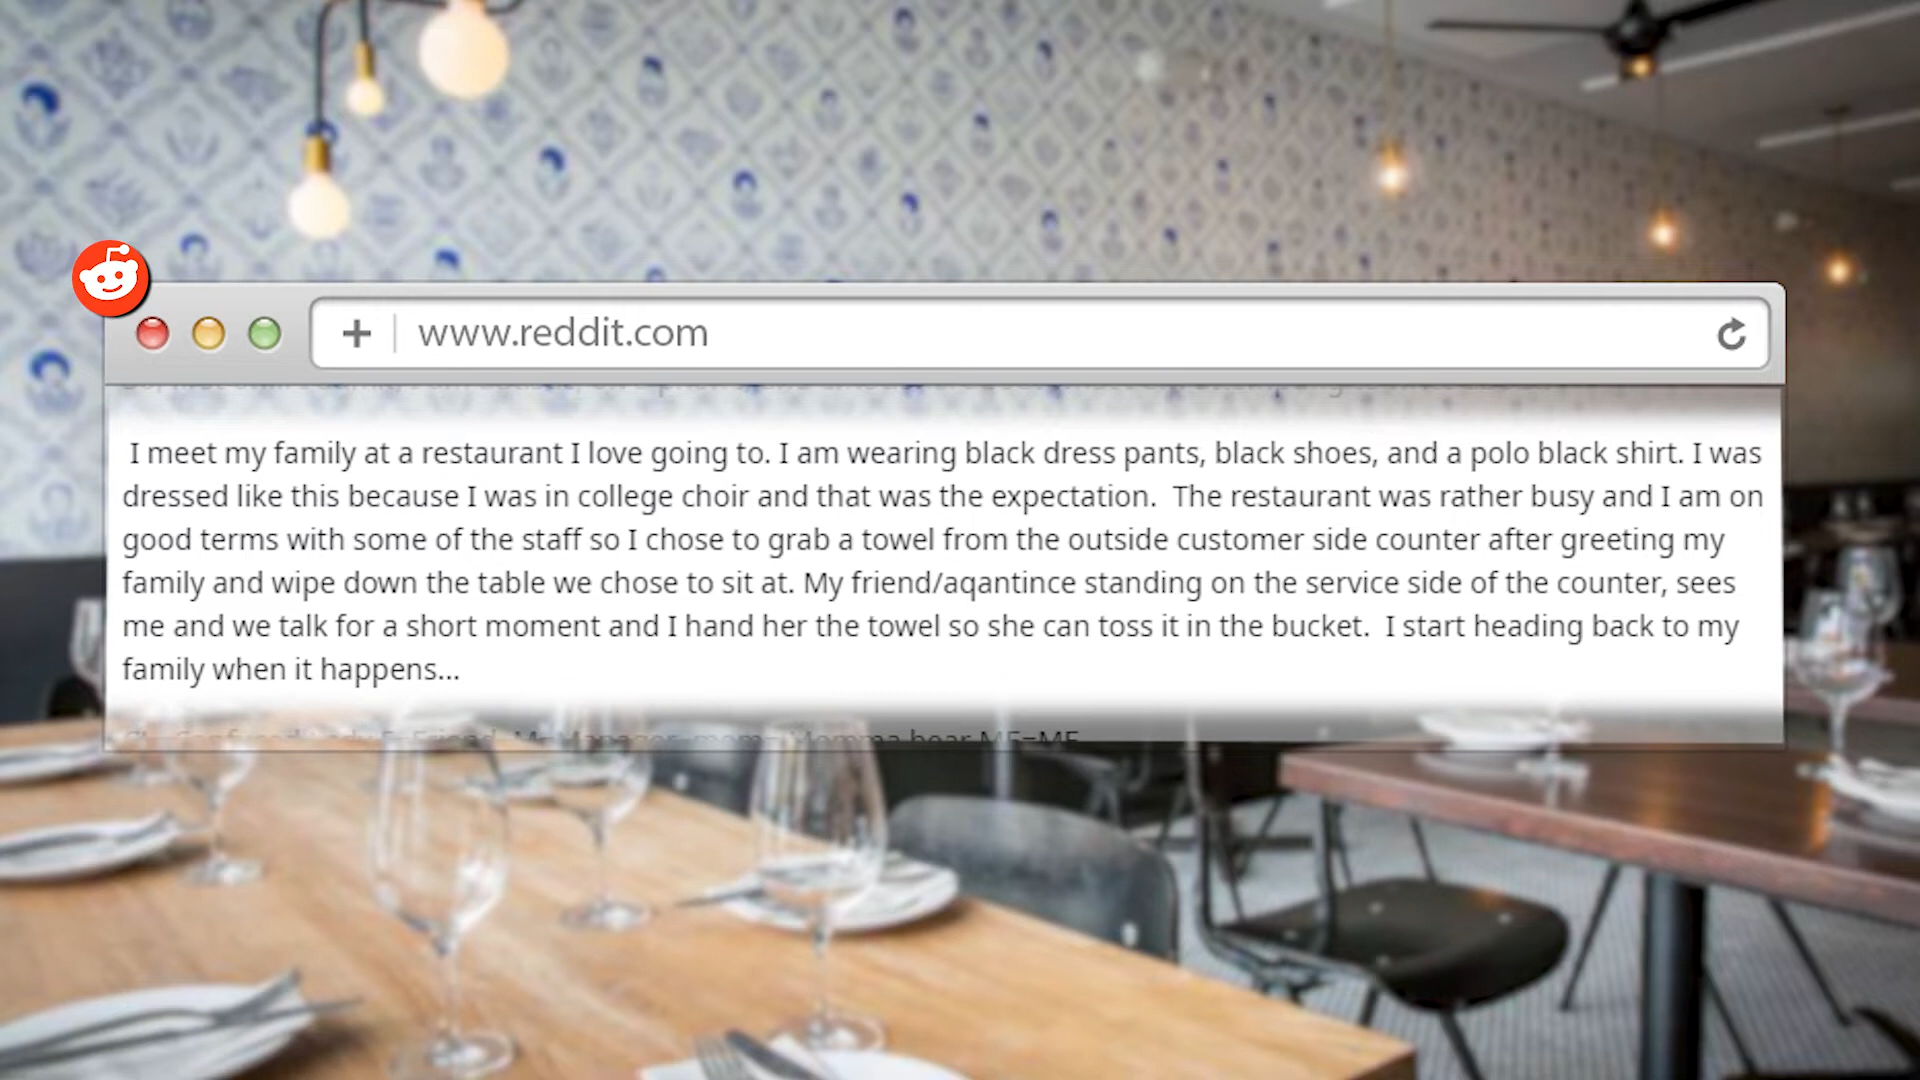 www.reddit.com
I meet my family at a restaurant I love going to. I am wearing black dress pants, black shoes, and a polo black shirt. I was
dressed like this because I was in college choir and that was the expectation.  The restaurant was rather busy and I am on
good terms with some of the staff so I chose to grab a towel from the outside customer side counter after greeting my
family and wipe down the table we chose to sit at. My friend/aqantince standing on the service side of the counter, sees
me and we talk for a short moment and I hand her the towel so she can toss it in the bucket.  I start heading back to my
family when it happens...